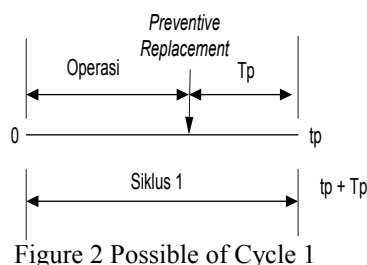 Preventive
Replacement
Operasi
Tp
0
tp
Siklus 1
tp + Tp
Figure 2 Possible of Cycle 1